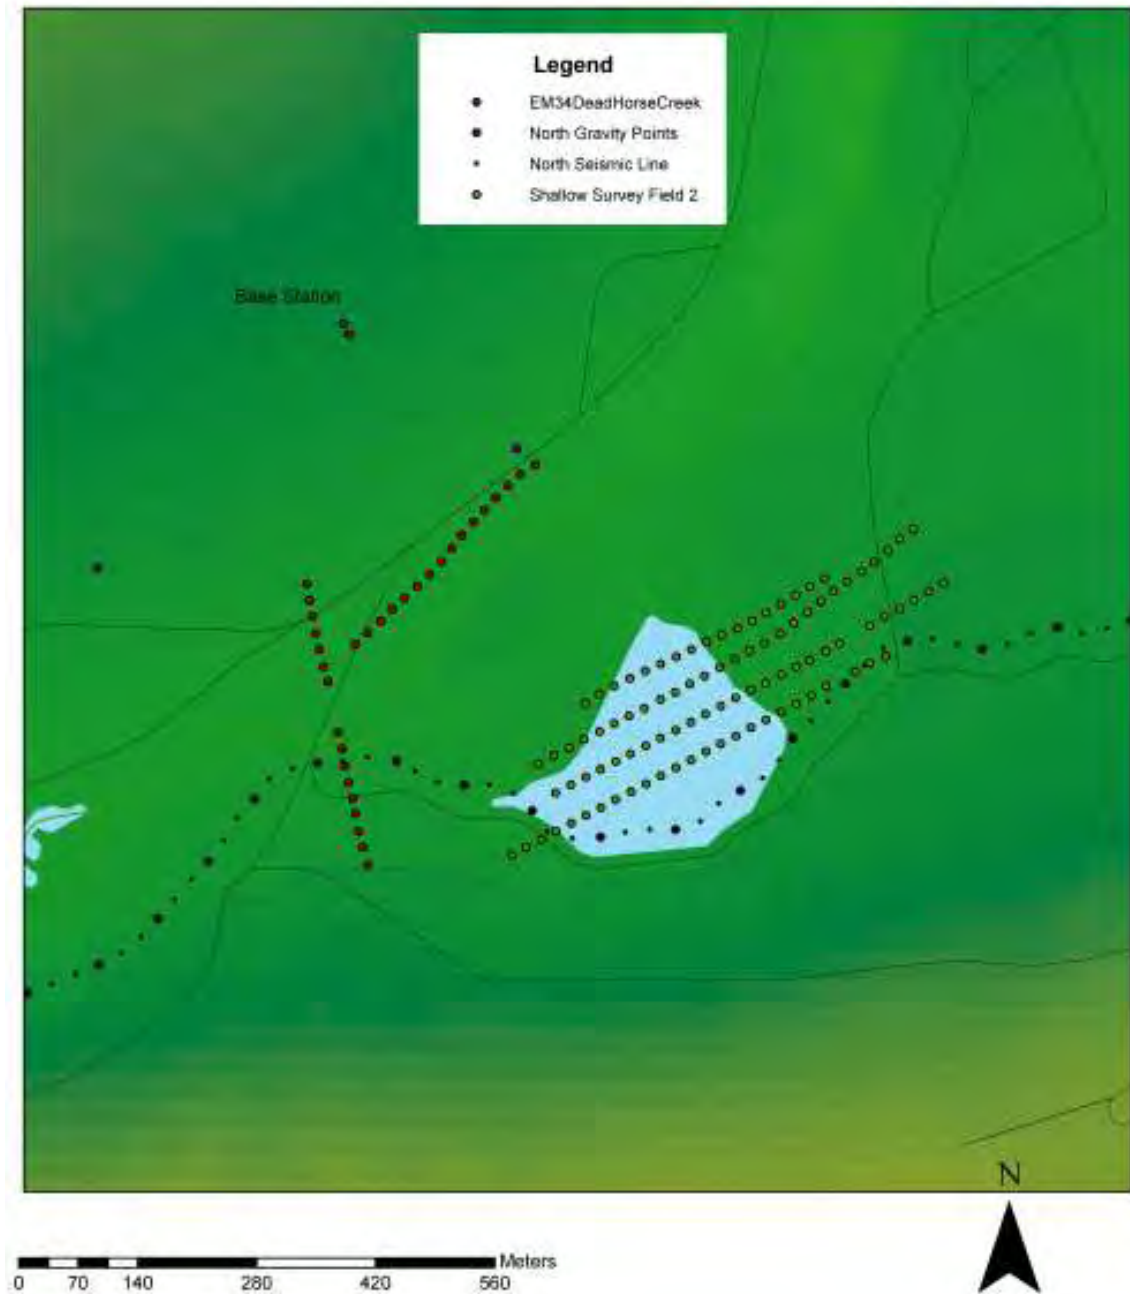 Legend
EM34DeadHorseCreek
North Gravity Points
North Seismic Line
Shallow Survey Field 2
Base Station
N
Meters
0 70 140 280 420 560